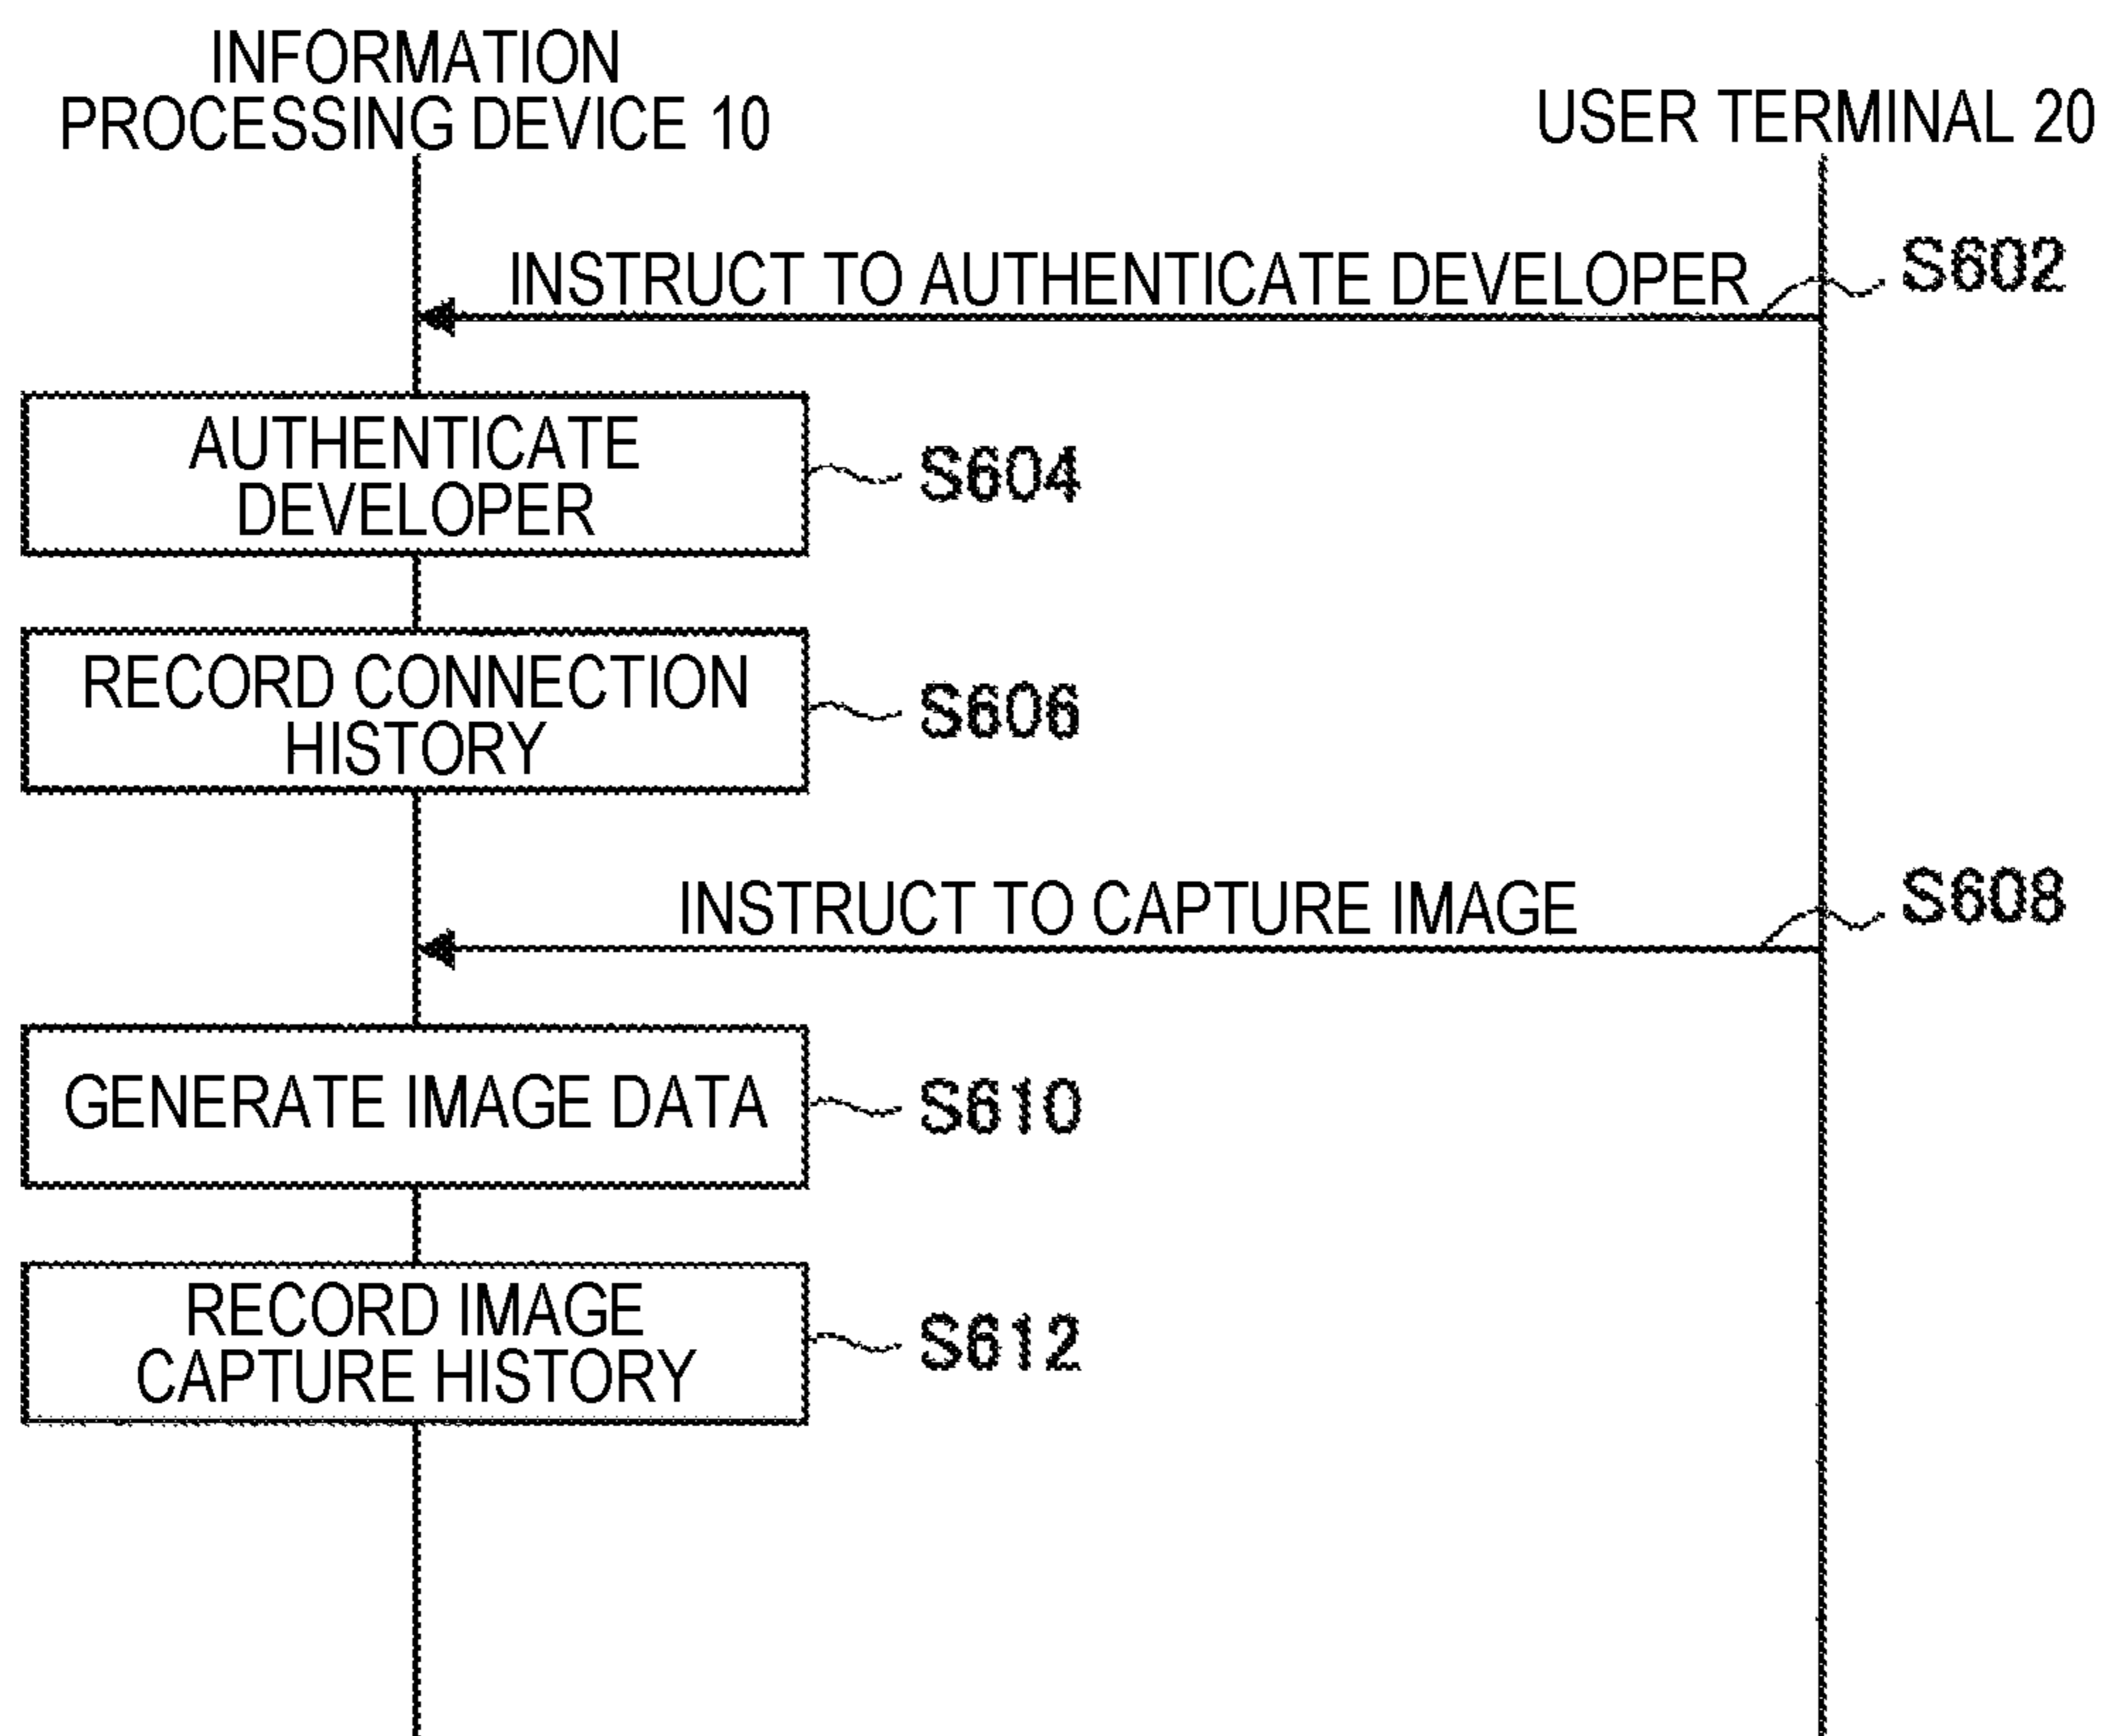 INFORMATION
PROCESSING DEVICE 10
USER TERMINAL 20
INSTRUCT TO AUTHENTICATE DEVELOPER
S602
AUTHENTICATE
DEVELOPER
S604
RECORD CONNECTION
HISTORY
S606
INSTRUCT TO CAPTURE IMAGE
S608
GENERATE IMAGE DATA
S610
RECORD IMAGE
CAPTURE HISTORY
S612